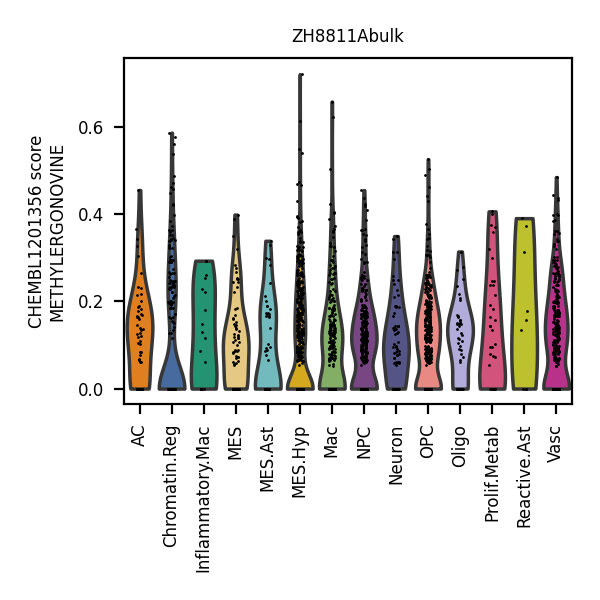 ZH8811Abulk
CHEMBL1201356 score
METHYLERGONOVINE
0.6
0.4
0.2
0.0
AC
Chromatin.Reg
Inflammatory.Mac
MES
MES.Ast
MES.Hyp
Mac
NPC
Neuron
OPC
Oligo
Prolif.Metab
Reactive.Ast
Vasc